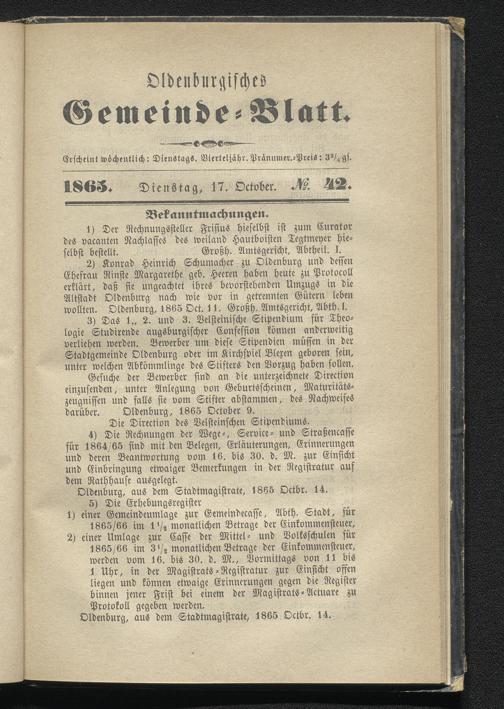 Oldenburgisches
Gemeinde-Blatt.
Erscheint wöchentlich: Dienstags. Vierteljähr. Pränumer.-Preis: 3¾ gs.
1865. Dienstag, 17. October. № 42.
Bekanntmachungen.
1) Der Rechnungssteller Frisius hieselbst ist zum Curator
des vacanten Nachlasses des weiland Hautboisten Tegtmeyer hie-
selbst bestellt. Großh. Amtsgericht, Abtheil. I.
2) Konrad Heinrich Schumacher zu Oldenburg und dessen
Ehefrau Rinste Margarethe geb. Heeren haben heute zu Protocoll
erklärt, daß sie ungeachtet ihres bevorstehenden Umzugs in die
Altstadt Oldenburg nach wie vor in getrennten Gütern leben
wollten. Oldenburg, 1865 Oct. 11. Großh. Amtsgericht, Abth. I.
3) Das 1., 2. und 3. Velsteinische Stipendium für Theo-
logie Studirende augsburgischer Confession können anderweitig
verliehen werden. Bewerber um diese Stipendien müssen in der
Stadtgemeinde Oldenburg oder im Kirchspiel Blexen geboren sein,
unter welchen Abkömmlinge des Stifters den Vorzug haben sollen.
Gesuche der Bewerber sind an die unterzeichnete Direction
einzusenden, unter Anlegung von Geburtsscheinen, Maturitäts-
zeugnissen und falls sie vom Stifter abstammen, des Nachweises
darüber. Oldenburg, 1865 October 9.
Die Direction des Velsteinschen Stipendiums.
4) Die Rechnungen der Wege-, Service- und Straßencasse
für 1864/65 sind mit den Belegen, Erläuterungen, Erinnerungen
und deren Beantwortung vom 16. bis 30. d. M. zur Einsicht
und Einbringung etwaiger Bemerkungen in der Registratur auf
dem Rathhause ausgelegt.
Oldenburg, aus dem Stadtmagistrate, 1865 Octbr. 14.
5) Die Erhebungsregister
1) einer Gemeindeumlage zur Gemeindecasse, Abth. Stadt, für
1865/66 im 1½ monatlichen Betrage der Einkommensteuer,
2) einer Umlage zur Casse der Mittel- und Volksschulen für
1865/66 im 3½ monatlichen Betrage der Einkommensteuer,
werden vom 16. bis 30. d. M., Vormittags von 11 bis
1 Uhr, in der Magistrats-Registratur zur Einsicht offen
liegen und können etwaige Erinnerungen gegen die Register
binnen jener Frist bei einem der Magistrats-Actuare zu
Protokoll gegeben werden.
Oldenburg, aus dem Stadtmagistrate, 1865 Octbr. 14.